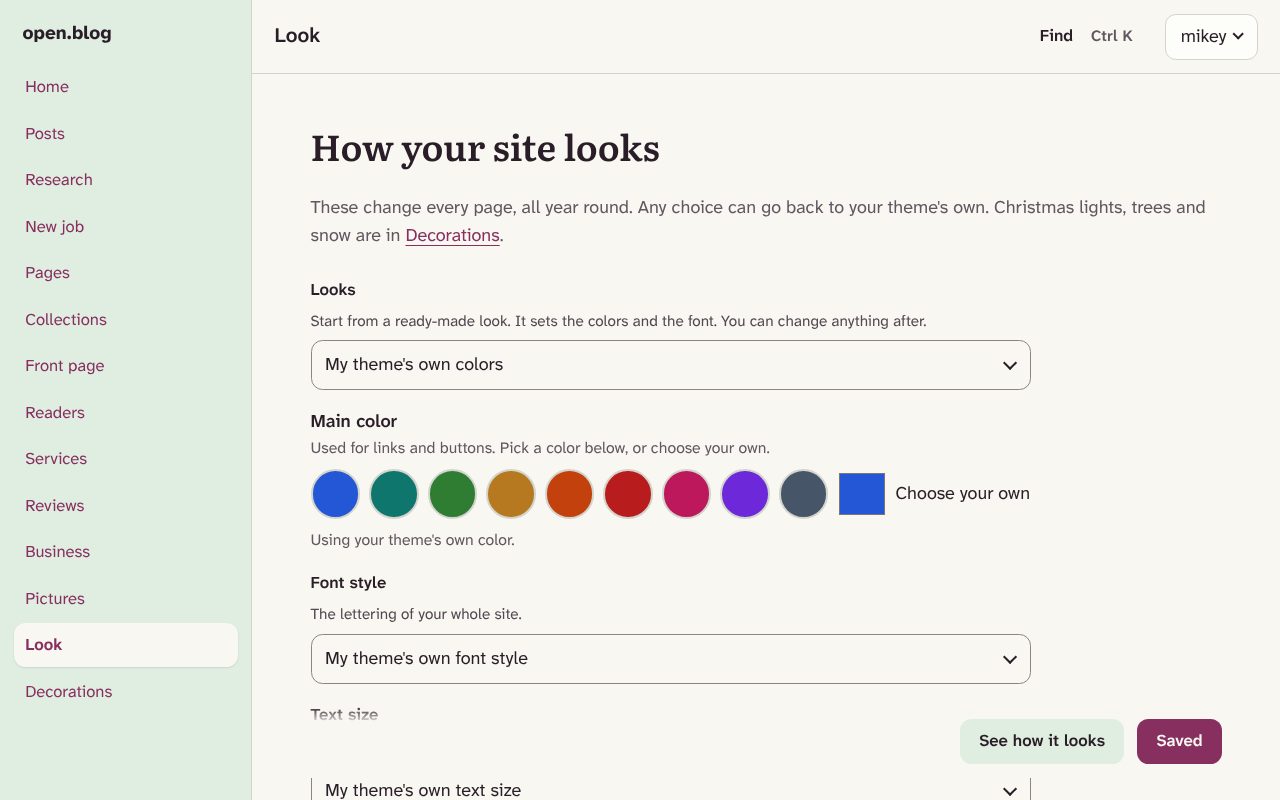 open.blog
Home
Posts
Research
New job
Pages
Collections
Front page
Readers
Services
Reviews
Business
Pictures
Look
Decorations
Look
Find Ctrl K
mikey
How your site looks
These change every page, all year round. Any choice can go back to your theme's own. Christmas lights, trees and
snow are in Decorations.
Looks
Start from a ready-made look. It sets the colors and the font. You can change anything after.
My theme's own colors
Main color
Used for links and buttons. Pick a color below, or choose your own.
Choose your own
Using your theme's own color.
Font style
The lettering of your whole site.
My theme's own font style
Text size
See how it looks
Saved
My theme's own text size